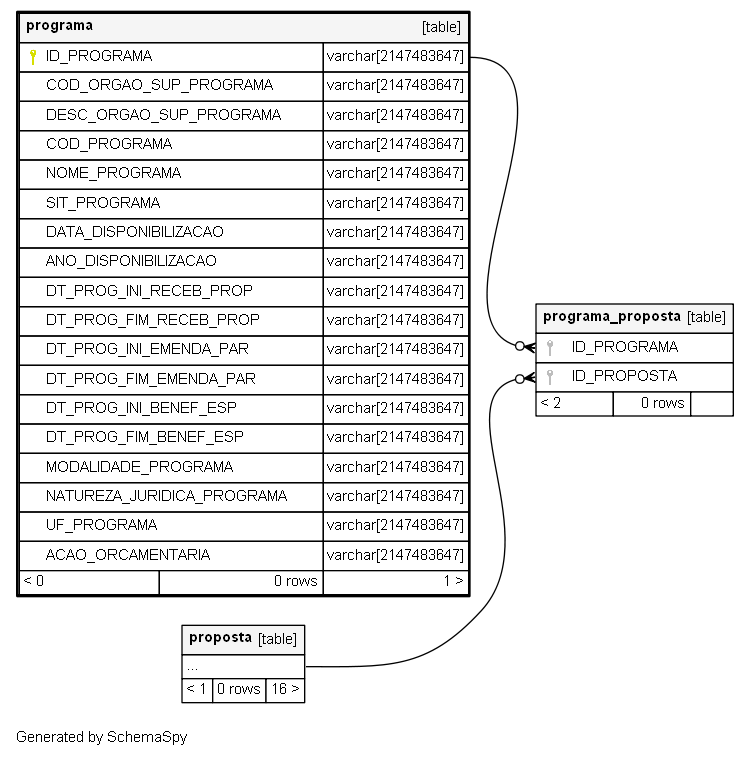 programa [table]
ID_PROGRAMA varchar[2147483647]
COD_ORGAO_SUP_PROGRAMA varchar[2147483647]
DESC_ORGAO_SUP_PROGRAMA varchar[2147483647]
COD_PROGRAMA varchar[2147483647]
NOME_PROGRAMA varchar[2147483647]
SIT_PROGRAMA varchar[2147483647]
DATA_DISPONIBILIZACAO varchar[2147483647]
ANO_DISPONIBILIZACAO varchar[2147483647]
DT_PROG_INI_RECEB_PROP varchar[2147483647]
DT_PROG_FIM_RECEB_PROP varchar[2147483647]
DT_PROG_INI_EMENDA_PAR varchar[2147483647]
DT_PROG_FIM_EMENDA_PAR varchar[2147483647]
DT_PROG_INI_BENEF_ESP varchar[2147483647]
DT_PROG_FIM_BENEF_ESP varchar[2147483647]
MODALIDADE_PROGRAMA varchar[2147483647]
NATUREZA_JURIDICA_PROGRAMA varchar[2147483647]
UF_PROGRAMA varchar[2147483647]
ACAO_ORCAMENTARIA varchar[2147483647]
< 0 0 rows 1 >
programa_proposta [table]
ID_PROGRAMA
ID_PROPOSTA
< 2 0 rows
proposta [table]
...
< 1 0 rows 16 >
Generated by SchemaSpy